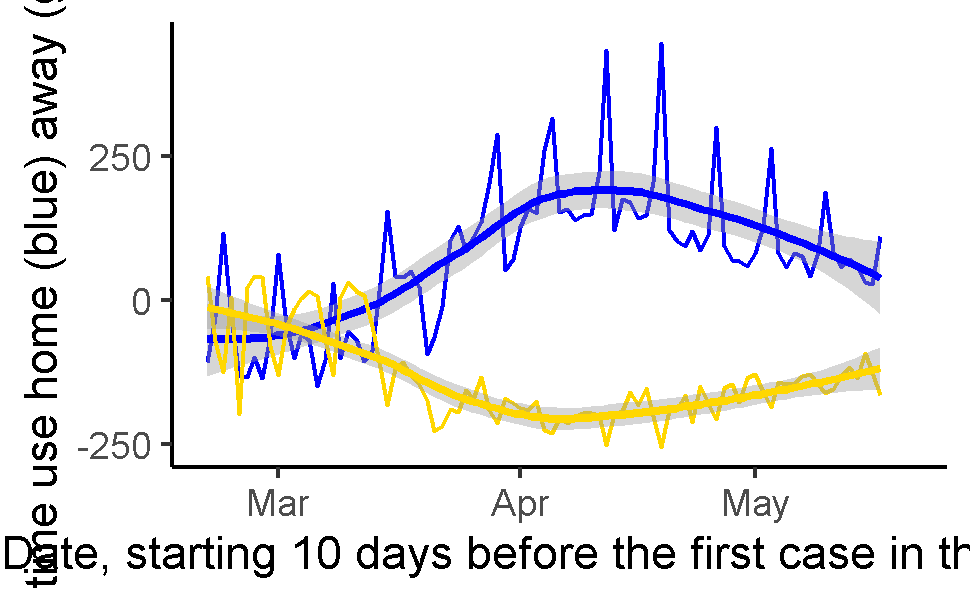 time use home (blue) away (
250
0
-250
Mar Apr May
Date, starting 10 days before the first case in th